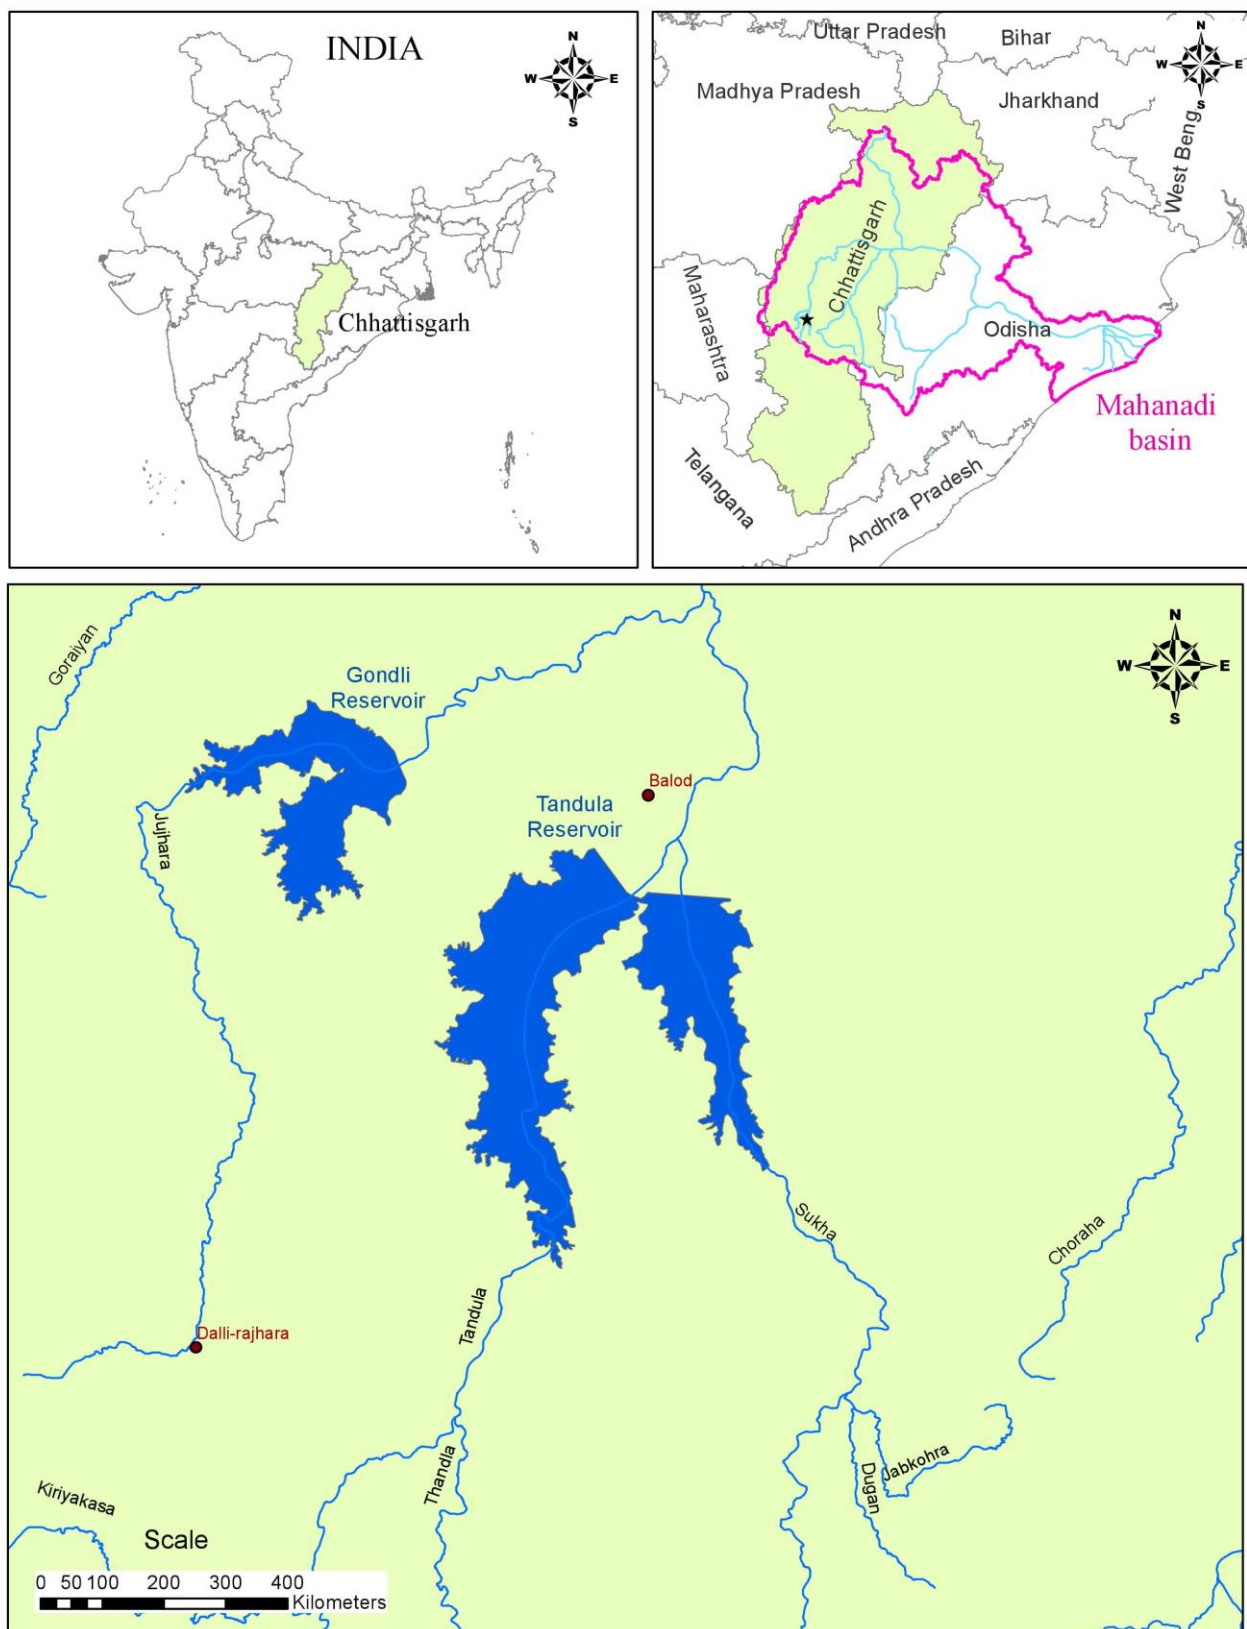 INDIA
N
W E
S
Chhattisgarh
Uttar Pradesh
Bihar
N
W E
S
Madhya Pradesh
Jharkhand
West Beng
Chhattisgarh
Maharashtra
Odisha
Mahanadi
basin
Telangana
Andhra Pradesh
N
W E
S
Goraiyan
Gondli
Reservoir
Balod
Tandula
Reservoir
Jujhara
Sukha
Choraha
Tandula
Dalli-rajhara
Thandla
Dugan
Jabkohra
Kiriyakasa
Scale
0 50 100 200 300 400
Kilometers